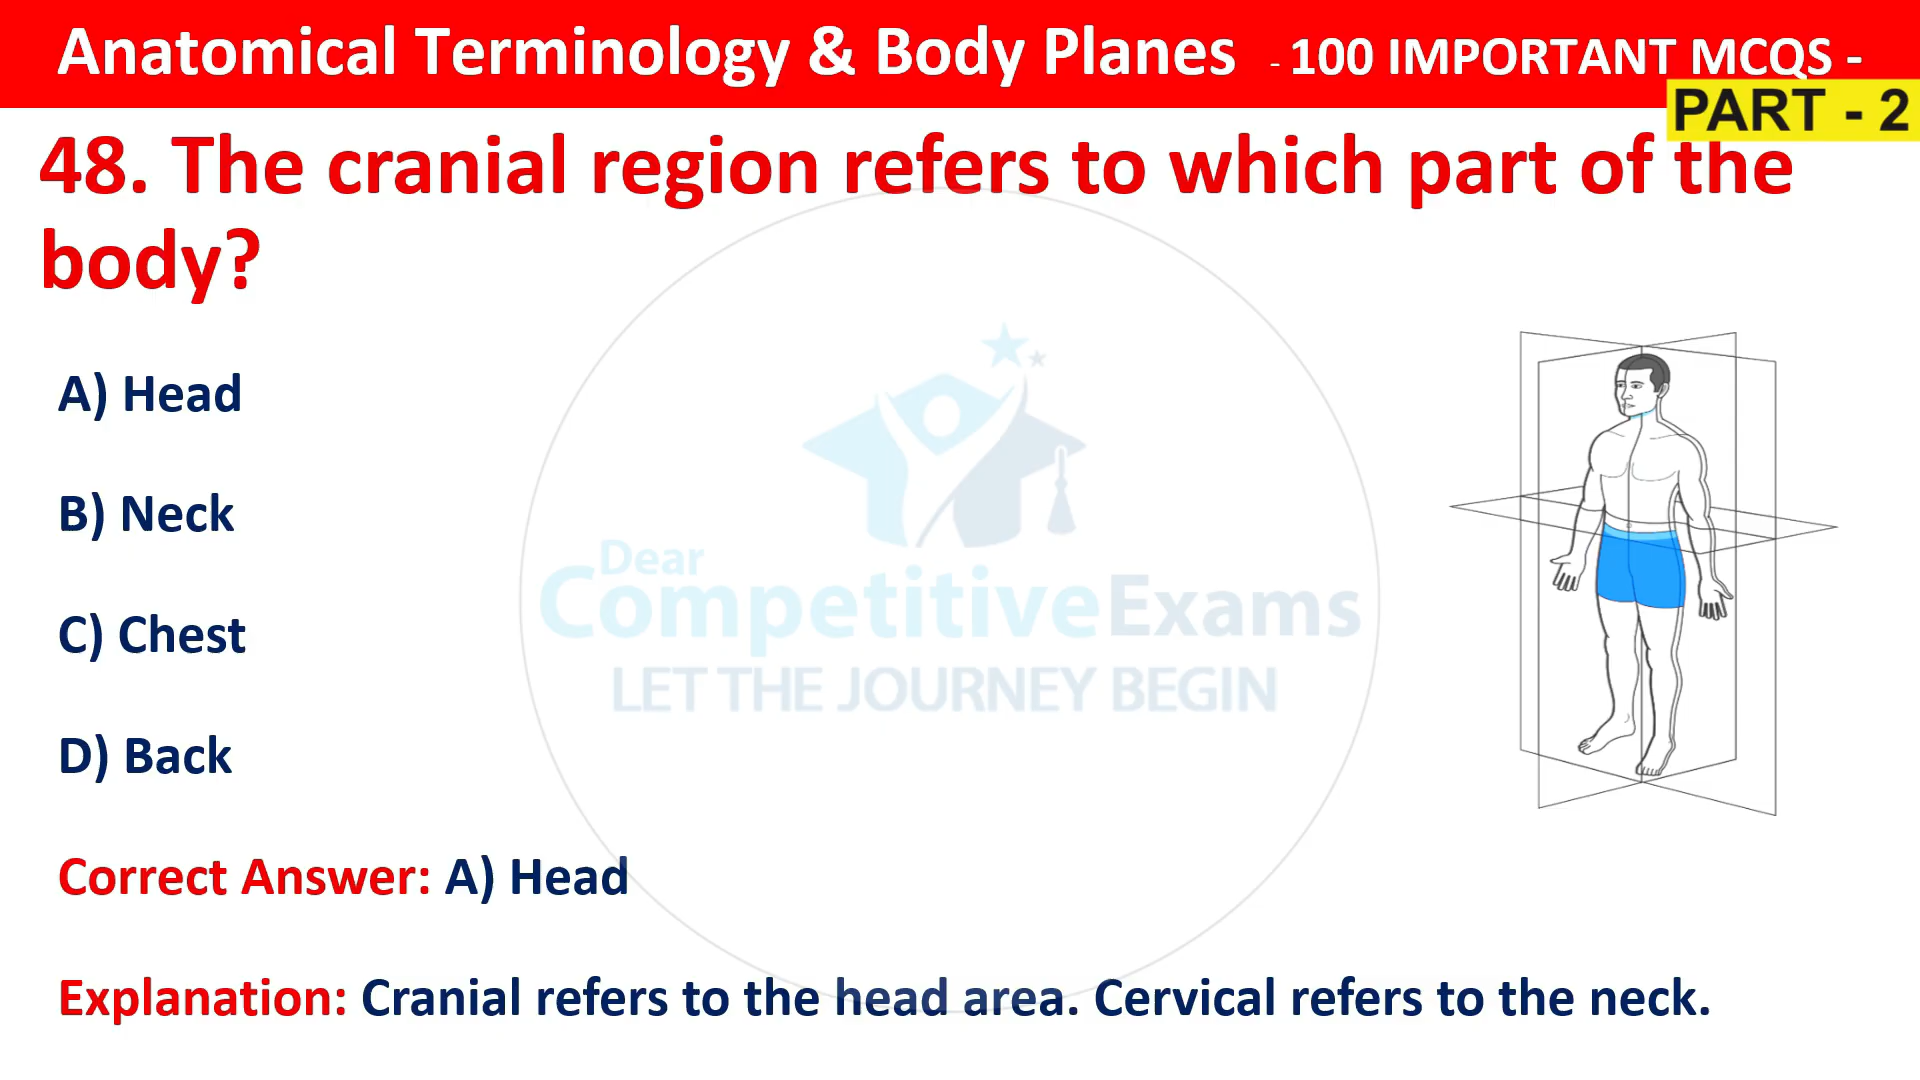 Anatomical Terminology & Body Planes - 100 IMPORTANT MCQS -
PART - 2
48. The cranial region refers to which part of the
body?
A) Head
B) Neck
C) Chest
D) Back
Dear
CompetitiveExams
LET THE JOURNEY BEGIN
Correct Answer: A) Head
Explanation: Cranial refers to the head area. Cervical refers to the neck.